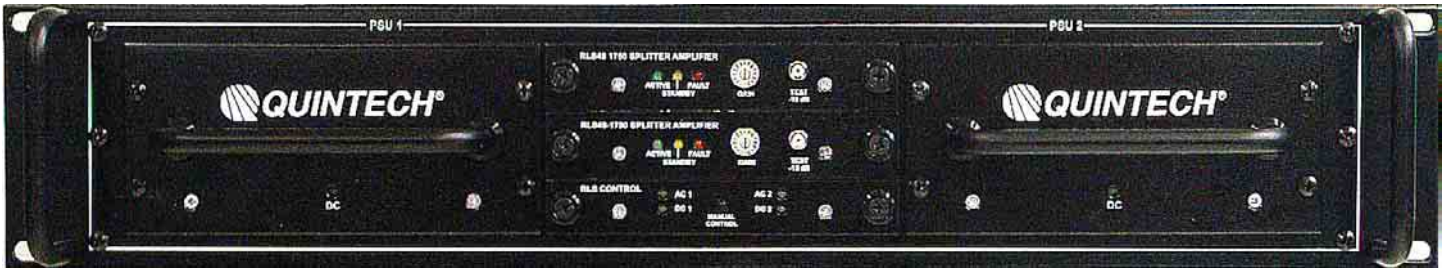 PSU 1
QUINTECH®
DC
RLS48 1750 SPLITTER AMPLIFIER
ACTIVE FAULT
STANDBY
GAIN
TEST
-15 dB
RLS48-1750 SPLITTER AMPLIFIER
ACTIVE FAULT
STANDBY
GAIN
TEST
RLS CONTROL
AC 1
DC 1
MANUAL
CONTROL
AC 2
DC 2
PSU 2
QUINTECH®
DC